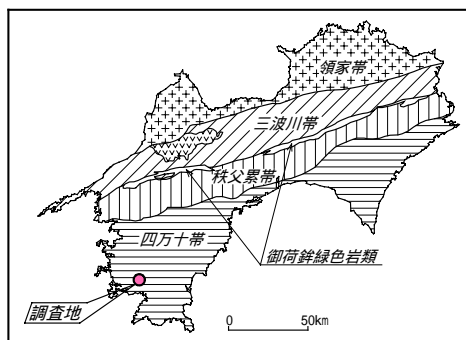 領家帯
三波川帯
秩父累帯
四万十帯
御荷鉾緑色岩類
調査地
0 50km